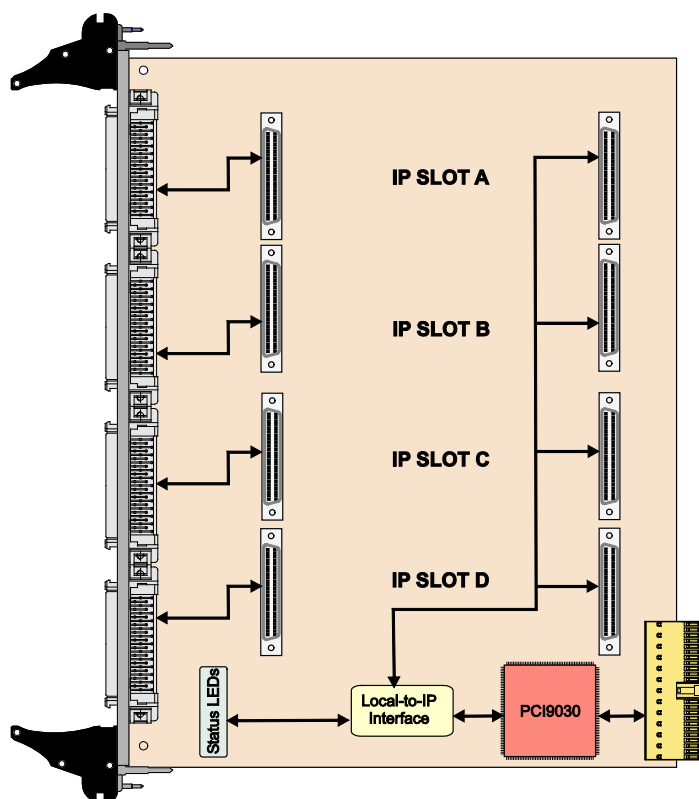 IP SLOT A
IP SLOT B
IP SLOT C
IP SLOT D
Status LEDs
Local-to-IP
Interface
PCI9030